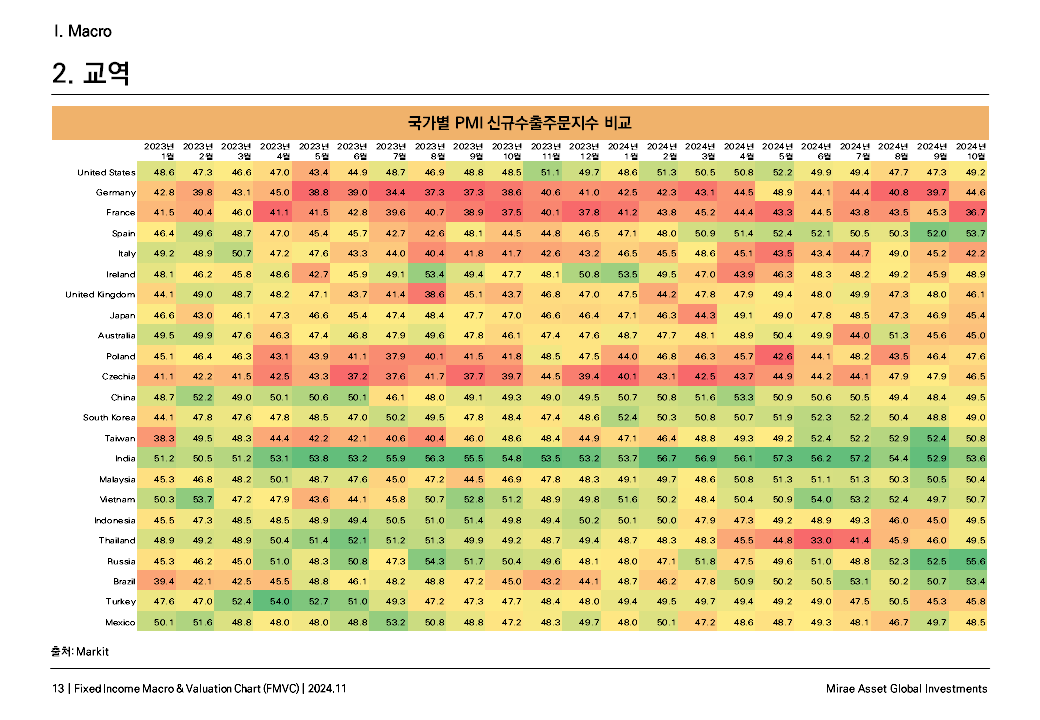 I. Macro
2. 교역
국가별 PMI 신규수출주문지수 비교
2023년 2023년 2023년 2023년 2023년 2023년 2023년 2023년 2023년 2023년 2023년 2023년 2024년 2024년 2024년 2024년 2024년 2024년 2024년 2024년 2024년 2024년
1월 2월 3월 4월 5월 6월 7월 8월 9월 10월 11월 12월 1월 2월 3월 4월 5월 6월 7월 8월 9월 10월
United States 48.6 47.3 46.6 47.0 43.4 44.9 48.7 46.9 48.8 48.5 51.1 49.7 48.6 51.3 50.5 50.8 52.2 49.9 49.4 47.7 47.3 49.2
Germany 42.8 39.8 43.1 45.0 38.8 39.0 34.4 37.3 37.3 38.6 40.6 41.0 42.5 42.3 43.1 44.5 48.9 44.1 44.4 40.8 39.7 44.6
France 41.5 40.4 46.0 41.1 41.5 42.8 39.6 40.7 38.9 37.5 40.1 37.8 41.2 43.8 45.2 44.4 43.3 44.5 43.8 43.5 45.3 36.7
Spain 46.4 49.6 48.7 47.0 45.4 45.7 42.7 42.6 48.1 44.5 44.8 46.5 47.1 48.0 50.9 51.4 52.4 52.1 50.5 50.3 52.0 53.7
Italy 49.2 48.9 50.7 47.2 47.6 43.3 44.0 40.4 41.8 41.7 42.6 43.2 46.5 45.5 48.6 45.1 43.5 43.4 44.7 49.0 45.2 42.2
Ireland 48.1 46.2 45.8 48.6 42.7 45.9 49.1 53.4 49.4 47.7 48.1 50.8 53.5 49.5 47.0 43.9 46.3 48.3 48.2 49.2 45.9 48.9
United Kingdom 44.1 49.0 48.7 48.2 47.1 43.7 41.4 38.6 45.1 43.7 46.8 47.0 47.5 44.2 47.8 47.9 49.4 48.0 49.9 47.3 48.0 46.1
Japan 46.6 43.0 46.1 47.3 46.6 45.4 47.4 48.4 47.7 47.0 46.6 46.4 47.1 46.3 44.3 49.1 49.0 47.8 48.5 47.3 46.9 45.4
Australia 49.5 49.9 47.6 46.3 47.4 46.8 47.9 49.6 47.8 46.1 47.4 47.6 48.7 47.7 48.1 48.9 50.4 49.9 44.0 51.3 45.6 45.0
Poland 45.1 46.4 46.3 43.1 43.9 41.1 37.9 40.1 41.5 41.8 48.5 47.5 44.0 46.8 46.3 45.7 42.6 44.1 48.2 43.5 46.4 47.6
Czechia 41.1 42.2 41.5 42.5 43.3 37.2 37.6 41.7 37.7 39.7 44.5 39.4 40.1 43.1 42.5 43.7 44.9 44.2 44.1 47.9 47.9 46.5
China 48.7 52.2 49.0 50.1 50.6 50.1 46.1 48.0 49.1 49.3 49.0 49.5 50.7 50.8 51.6 53.3 50.9 50.6 50.5 49.4 48.4 49.5
South Korea 44.1 47.8 47.6 47.8 48.5 47.0 50.2 49.5 47.8 48.4 47.4 48.6 52.4 50.3 50.8 50.7 51.9 52.3 52.2 50.4 48.8 49.0
Taiwan 38.3 49.5 48.3 44.4 42.2 42.1 40.6 40.4 46.0 48.6 48.4 44.9 47.1 46.4 48.8 49.3 49.2 52.4 52.2 52.9 52.4 50.8
India 51.2 50.5 51.2 53.1 53.8 53.2 55.9 56.3 55.5 54.8 53.5 53.2 53.7 56.7 56.9 56.1 57.3 56.2 57.2 54.4 52.9 53.6
Malaysia 45.3 46.8 48.2 50.1 48.7 47.6 45.0 47.2 44.5 46.9 47.8 48.3 49.1 49.7 48.6 50.8 51.3 51.1 51.3 50.3 50.5 50.4
Vietnam 50.3 53.7 47.2 47.9 43.6 44.1 45.8 50.7 52.8 51.2 48.9 49.8 51.6 50.2 48.4 50.4 50.9 54.0 53.2 52.4 49.7 50.7
Indonesia 45.5 47.3 48.5 48.5 48.9 49.4 50.5 51.0 51.4 49.8 49.4 50.2 50.1 50.0 47.9 47.3 49.2 48.9 49.3 46.0 45.0 49.5
Thailand 48.9 49.2 48.9 50.4 51.4 52.1 51.2 51.3 49.9 49.2 48.7 49.4 48.7 48.3 48.3 45.5 44.8 33.0 41.4 45.9 46.0 49.5
Russia 45.3 46.2 45.0 51.0 48.3 50.8 47.3 54.3 51.7 50.4 49.6 48.1 48.0 47.1 51.8 47.5 49.6 51.0 48.8 52.3 52.5 55.6
Brazil 39.4 42.1 42.5 45.5 48.8 46.1 48.2 48.8 47.2 45.0 43.2 44.1 48.7 46.2 47.8 50.9 50.2 50.5 53.1 50.2 50.7 53.4
Turkey 47.6 47.0 52.4 54.0 52.7 51.0 49.3 47.2 47.3 47.7 48.4 48.0 49.4 49.5 49.7 49.4 49.2 49.0 47.5 50.5 45.3 45.8
Mexico 50.1 51.6 48.8 48.0 48.0 48.8 53.2 50.8 48.8 47.2 48.3 49.7 48.0 50.1 47.2 48.6 48.7 49.3 48.1 46.7 49.7 48.5
출처: Markit
13 | Fixed Income Macro & Valuation Chart (FMVC) | 2024.11
Mirae Asset Global Investments